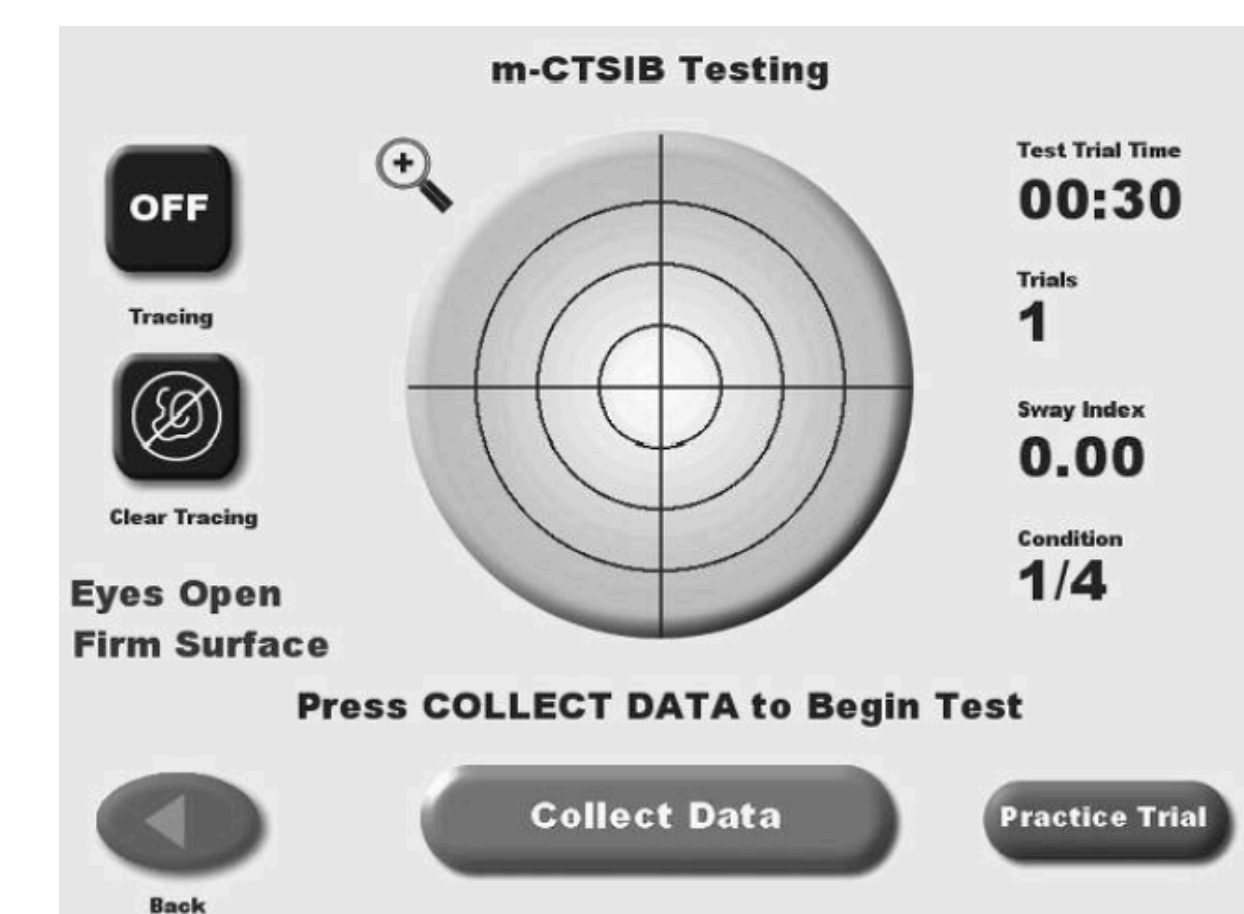 m-CTSIB Testing
OFF
Tracing
Clear Tracing
Eyes Open
Firm Surface
Test Trial Time
00:30
Trials
1
Sway Index
0.00
Condition
1/4
Press COLLECT DATA to Begin Test
Back
Collect Data
Practice Trial